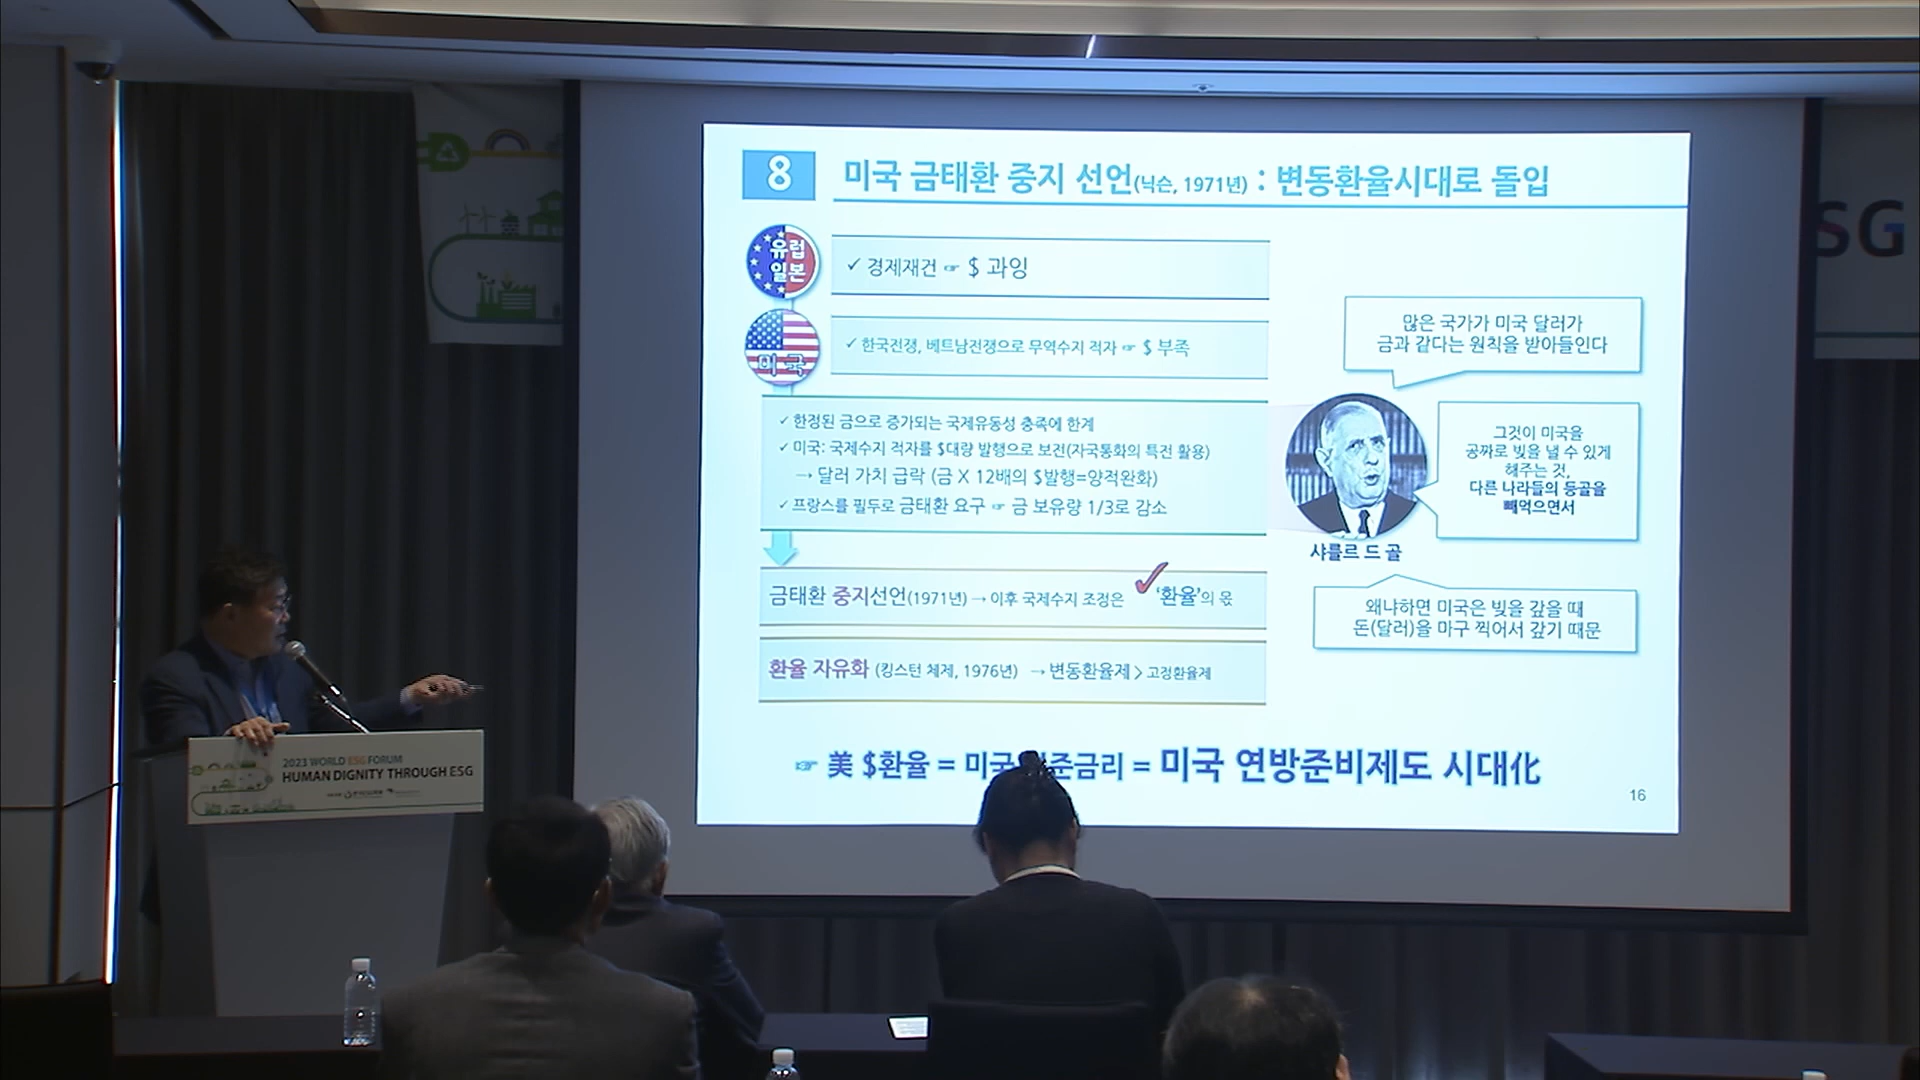 8
미국 금태환 중지 선언(닉슨, 1971년) : 변동환율시대로 돌입
유럽
일본
✓ 경제재건 ☞ $ 과잉
미국
✓ 한국전쟁, 베트남전쟁으로 무역수지 적자 ☞ $ 부족
✓ 한정된 금으로 증가되는 국제유동성 충족에 한계
✓ 미국: 국제수지 적자를 $대량 발행으로 보전(자국통화의 특전 활용)
→ 달러 가치 급락 (금 X 12배의 $발행=양적완화)
✓ 프랑스를 필두로 금태환 요구 ☞ 금 보유량 1/3로 감소
금태환 중지선언(1971년) → 이후 국제수지 조정은 ✓ '환율'의 몫
환율 자유화 (킹스턴 체제, 1976년) → 변동환율제 > 고정환율제
많은 국가가 미국 달러가
금과 같다는 원칙을 받아들인다
그것이 미국을
공짜로 빚을 낼 수 있게
해주는 것,
다른 나라들의 등골을
빼먹으면서
샤를르 드 골
왜냐하면 미국은 빚을 갚을 때
돈(달러)을 마구 찍어서 갚기 때문
☞ 美 $환율 = 미국 준금리 = 미국 연방준비제도 시대化
16
SG
2023 WORLD ESG FORUM
HUMAN DIGNITY THROUGH ESG